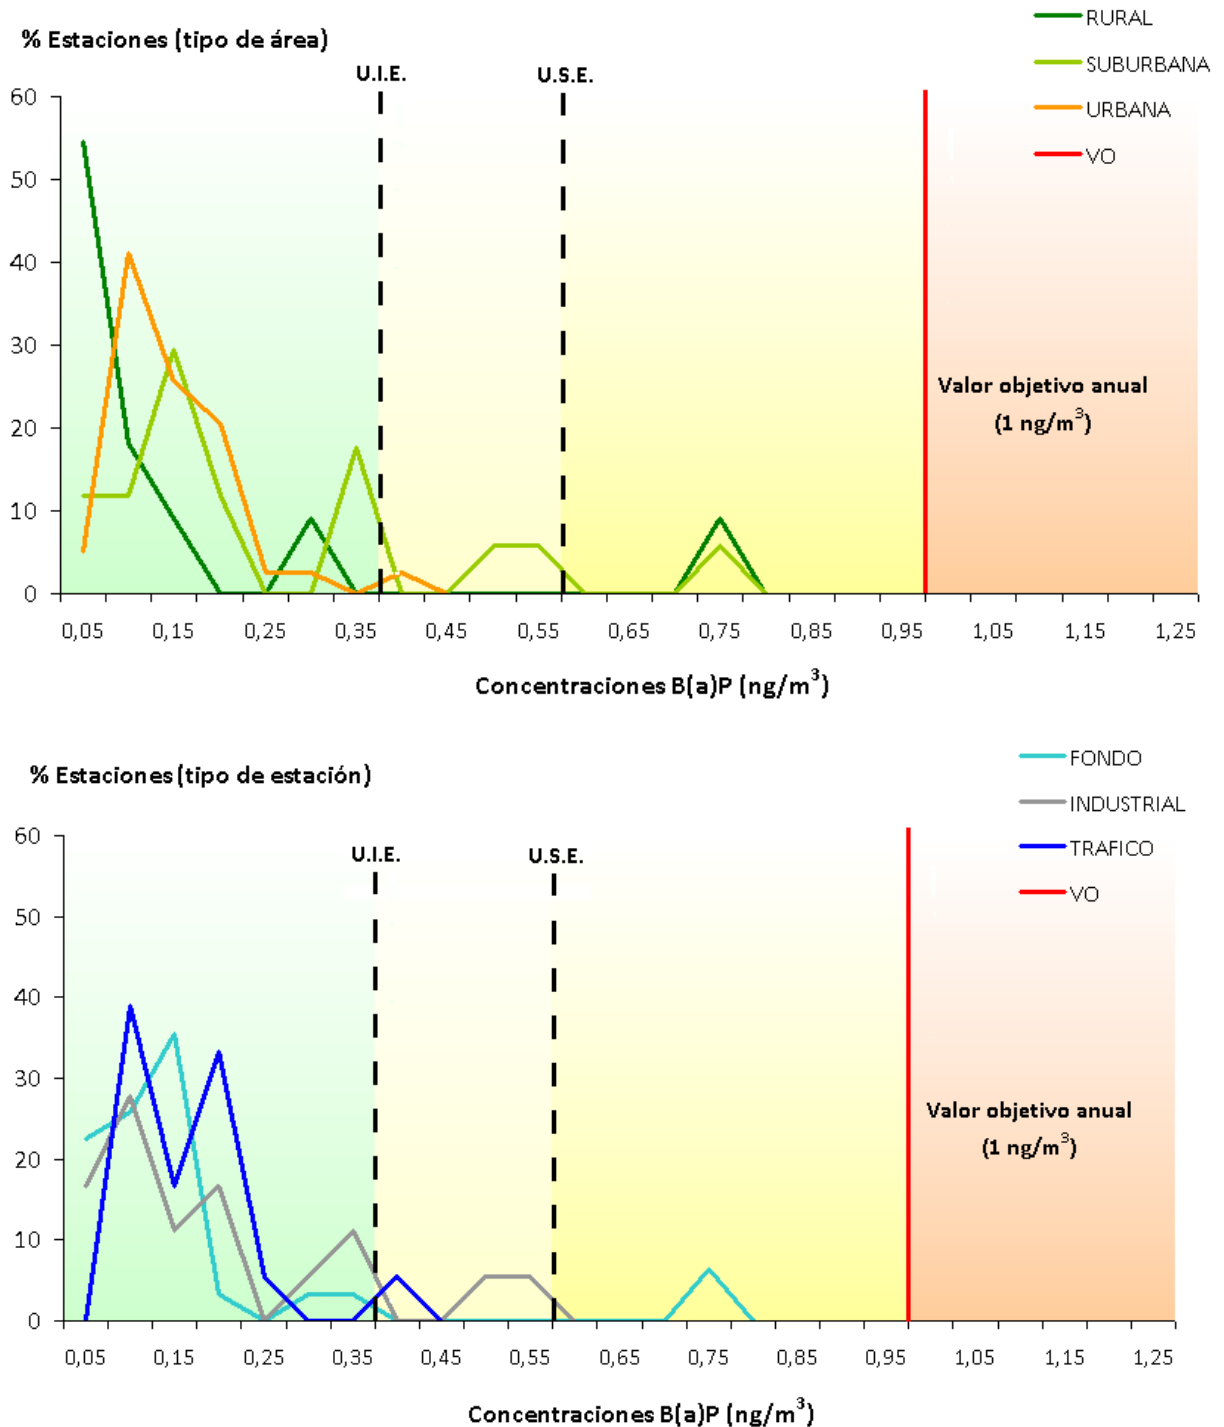 % Estaciones (tipo de área)
RURAL
SUBURBANA
URBANA
VO
U.I.E.
U.S.E.
60
50
40
30
20
10
0
Valor objetivo anual
(1 ng/m³)
0,05 0,15 0,25 0,35 0,45 0,55 0,65 0,75 0,85 0,95 1,05 1,15 1,25
Concentraciones B(a)P (ng/m³)
% Estaciones (tipo de estación)
FONDO
INDUSTRIAL
TRAFICO
VO
U.I.E.
U.S.E.
60
50
40
30
20
10
0
Valor objetivo anual
(1 ng/m³)
0,05 0,15 0,25 0,35 0,45 0,55 0,65 0,75 0,85 0,95 1,05 1,15 1,25
Concentraciones B(a)P (ng/m³)